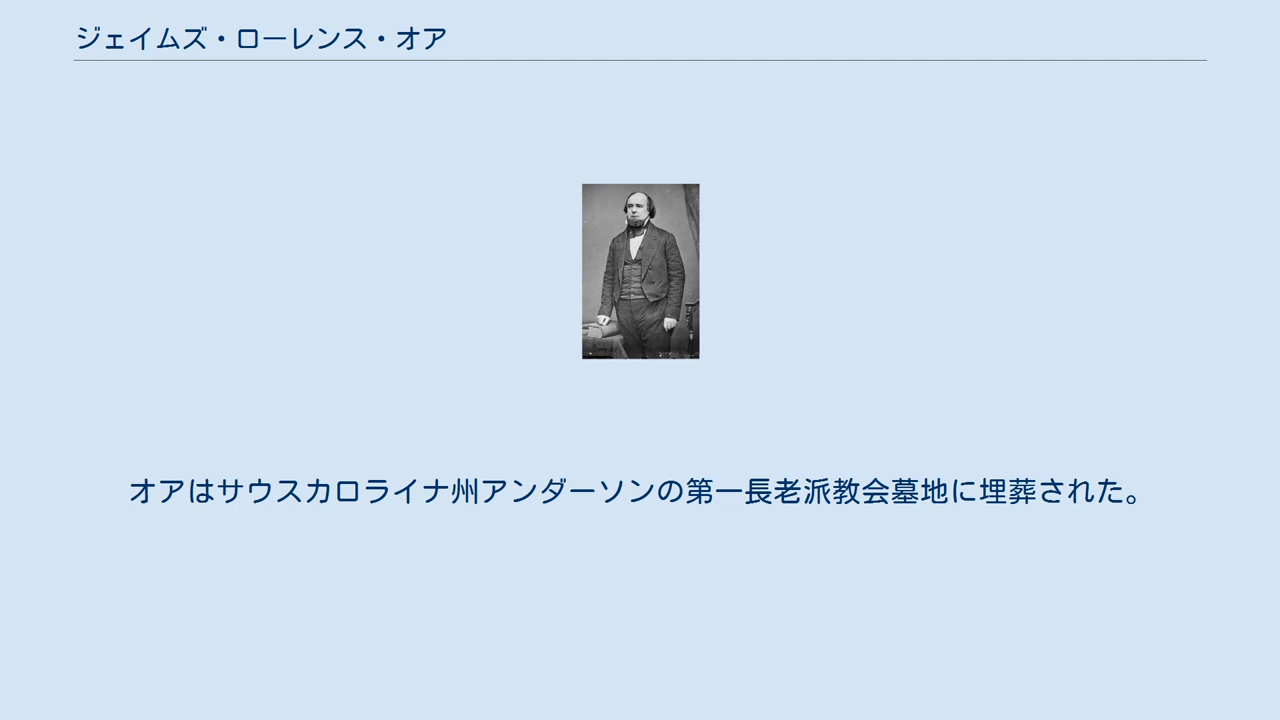 ジェイムズ・ローレンス・オア
オアはサウスカロライナ州アンダーソンの第一長老派教会墓地に埋葬された。